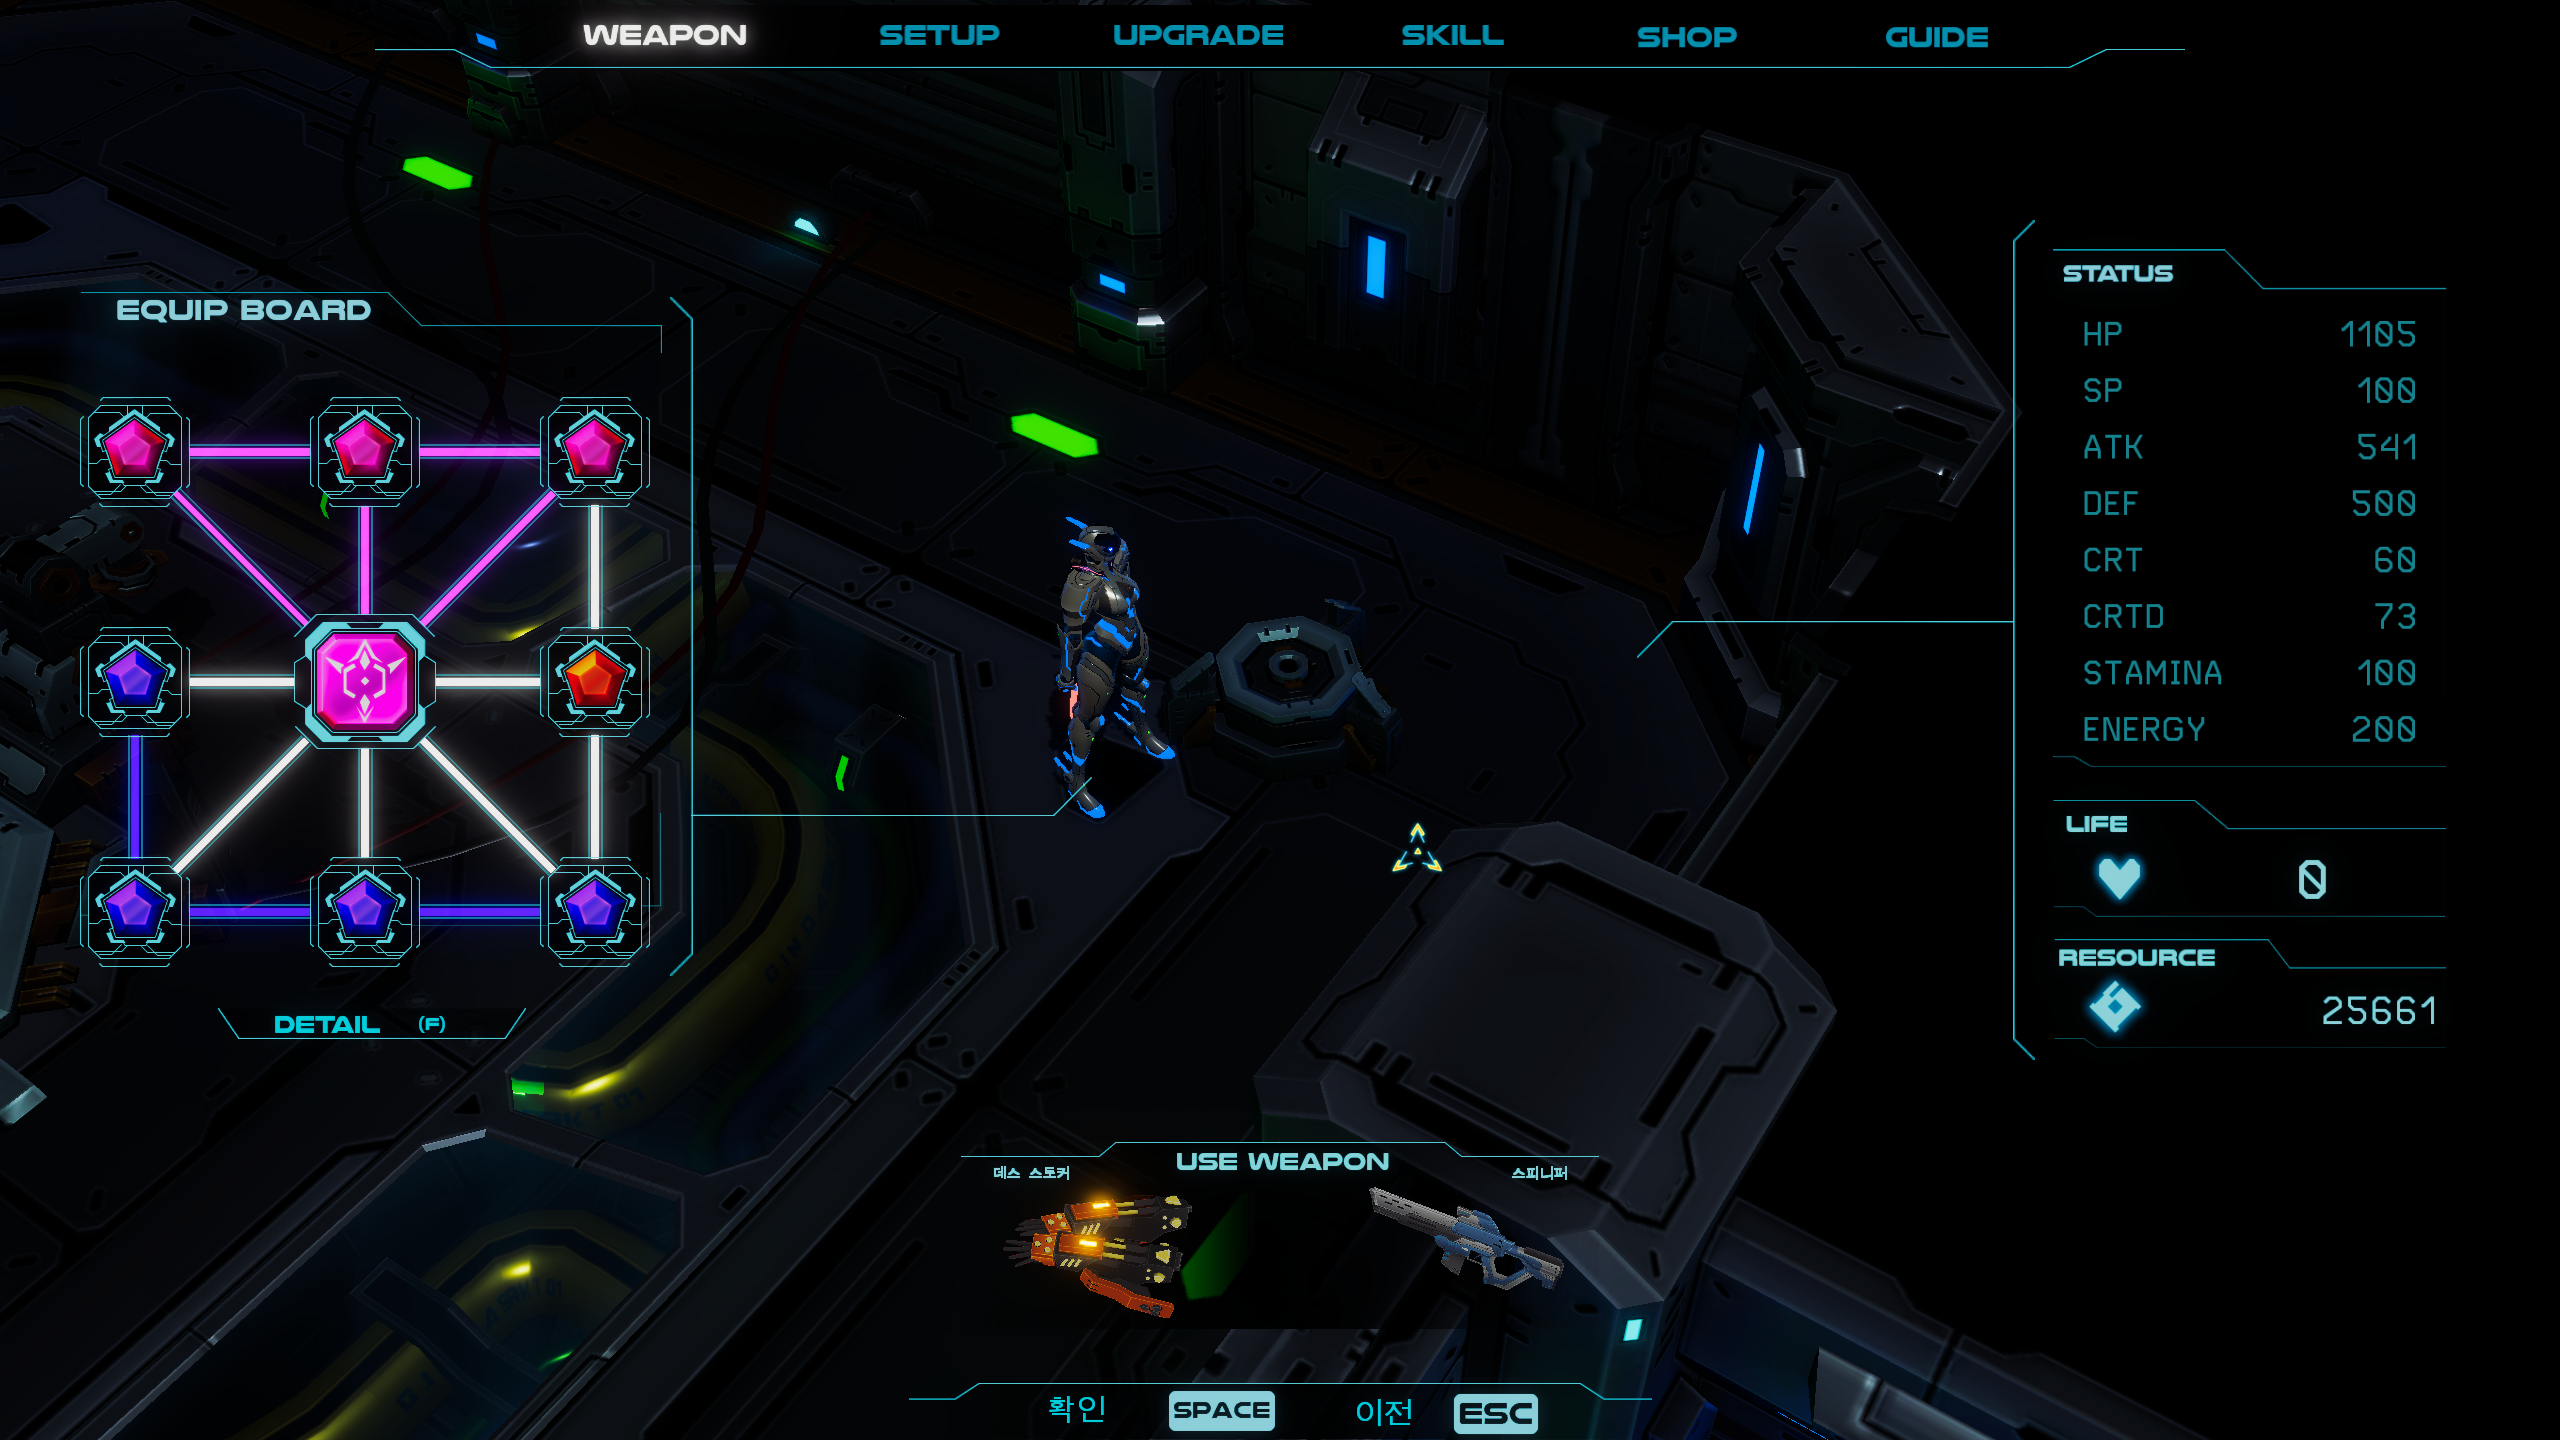 WEAPON SETUP UPGRADE SKILL SHOP GUIDE
EQUIP BOARD
DETAIL (F)
STATUS
HP 1105
SP 100
ATK 541
DEF 500
CRT 60
CRTD 73
STAMINA 100
ENERGY 200
LIFE
0
RESOURCE
25661
USE WEAPON
데스 스토커 스피니퍼
확인 SPACE 이전 ESC